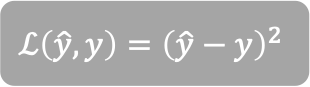 ℒ(ŷ, y) = (ŷ − y)²